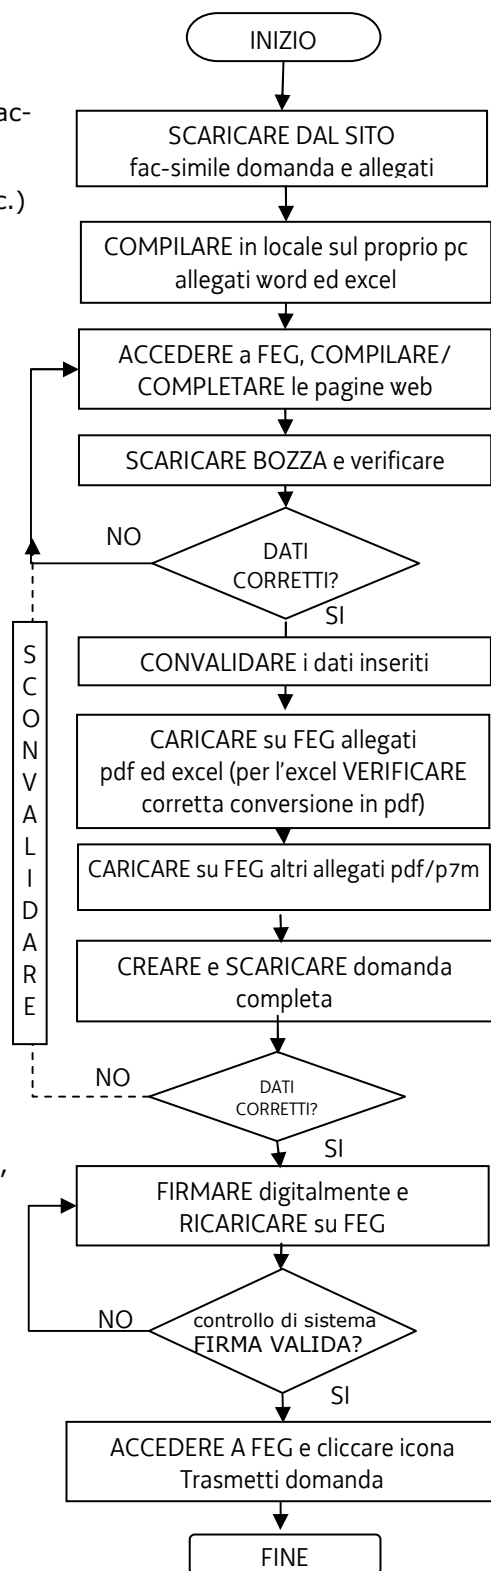 INIZIO
ac-
SCARICARE DAL SITO
fac-simile domanda e allegati
c.)
COMPILARE in locale sul proprio pc
allegati word ed excel
ACCEDERE a FEG, COMPILARE/
COMPLETARE le pagine web
SCARICARE BOZZA e verificare
NO
DATI
CORRETTI?
SI
SCONVALIDARE
CONVALIDARE i dati inseriti
CARICARE su FEG allegati
pdf ed excel (per l'excel VERIFICARE
corretta conversione in pdf)
CARICARE su FEG altri allegati pdf/p7m
CREARE e SCARICARE domanda
completa
NO
DATI
CORRETTI?
SI
,
FIRMARE digitalmente e
RICARICARE su FEG
NO
controllo di sistema
FIRMA VALIDA?
SI
ACCEDERE A FEG e cliccare icona
Trasmetti domanda
FINE